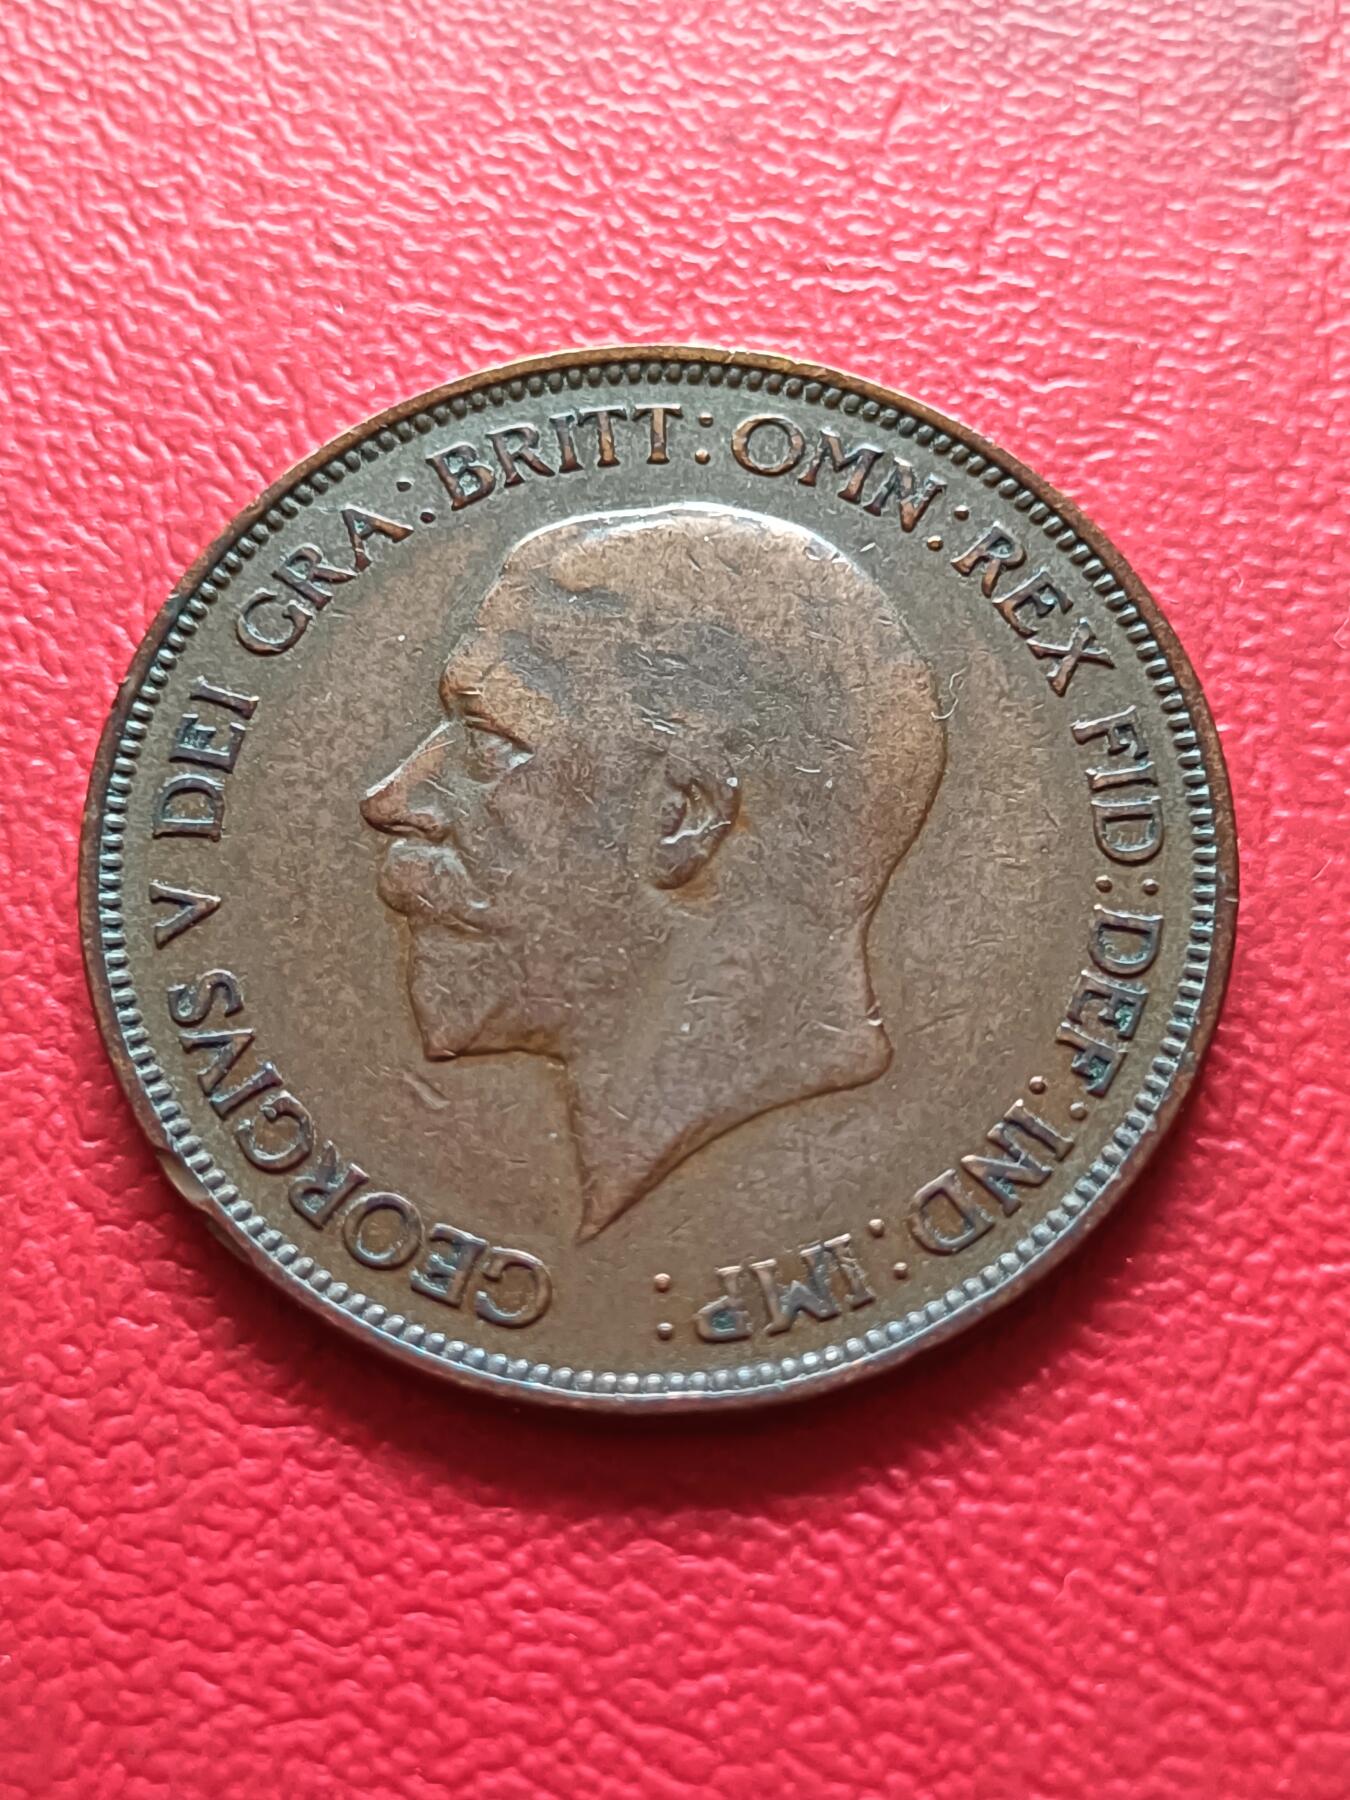 GEORGIVS V DEI GRA: BRITT: OMN: REX FID: DEF: IND: IMP: